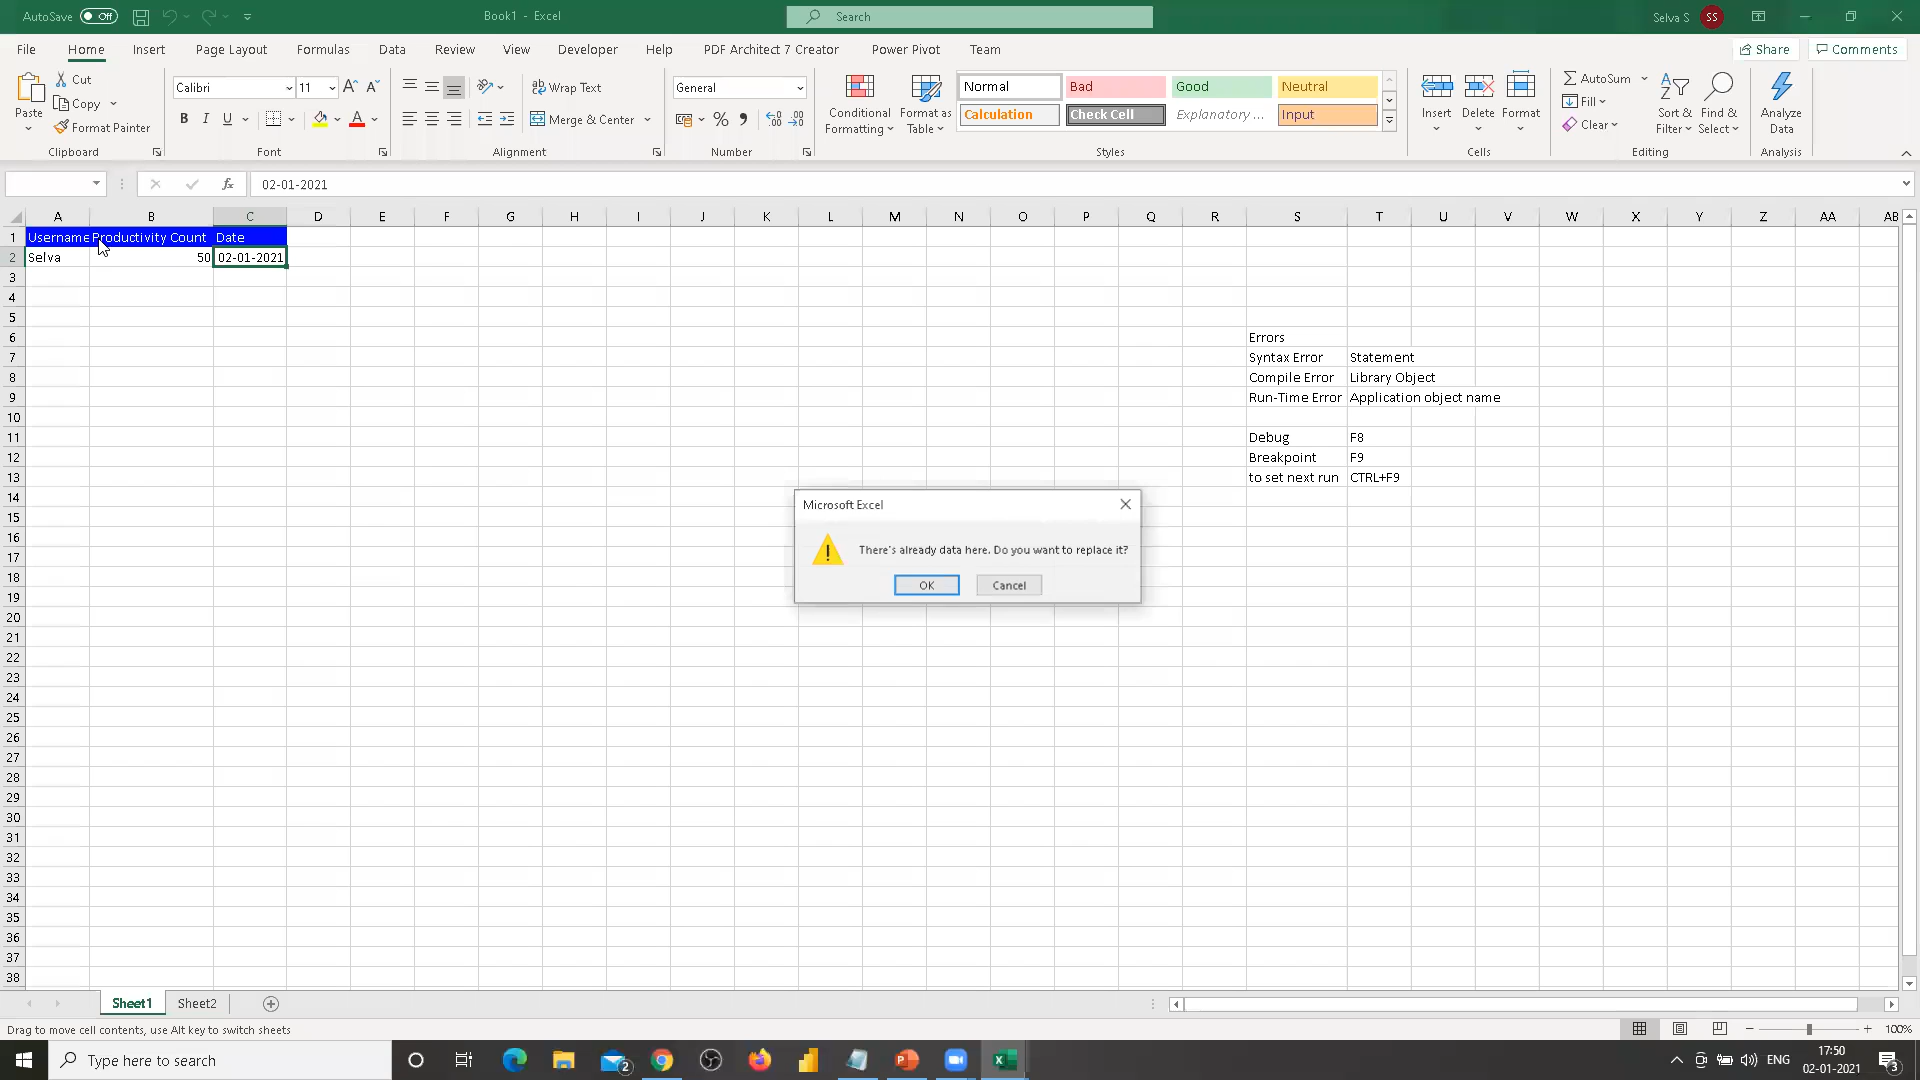 AutoSave Off Book1 - Excel Search Selva S SS
File Home Insert Page Layout Formulas Data Review View Developer Help PDF Architect 7 Creator Power Pivot Team Share Comments
Paste
Cut
Copy
Format Painter
Clipboard
Calibri 11
B I U
Font
Wrap Text
Merge & Center
Alignment
General
Number
Conditional Formatting
Format as Table
Normal Bad Good Neutral
Calculation Check Cell Explanatory ... Input
Styles
Insert Delete Format
Cells
AutoSum
Fill
Clear
Sort & Filter
Find & Select
Editing
Analyze Data
Analysis
fx 02-01-2021
A B C D E F G H I J K L M N O P Q R S T U V W X Y Z AA AB
1 Username Productivity Count Date
2 Selva 50 02-01-2021
3
4
5
6 Errors
7 Syntax Error Statement
8 Compile Error Library Object
9 Run-Time Error Application object name
10
11 Debug F8
12 Breakpoint F9
13 to set next run CTRL+F9
14
15
16
17
18
19
20
21
22
23
24
25
26
27
28
29
30
31
32
33
34
35
36
37
38
Microsoft Excel
There's already data here. Do you want to replace it?
OK Cancel
Sheet1 Sheet2
Drag to move cell contents, use Alt key to switch sheets 100%
Type here to search 2 ENG 17:50
02-01-2021 3